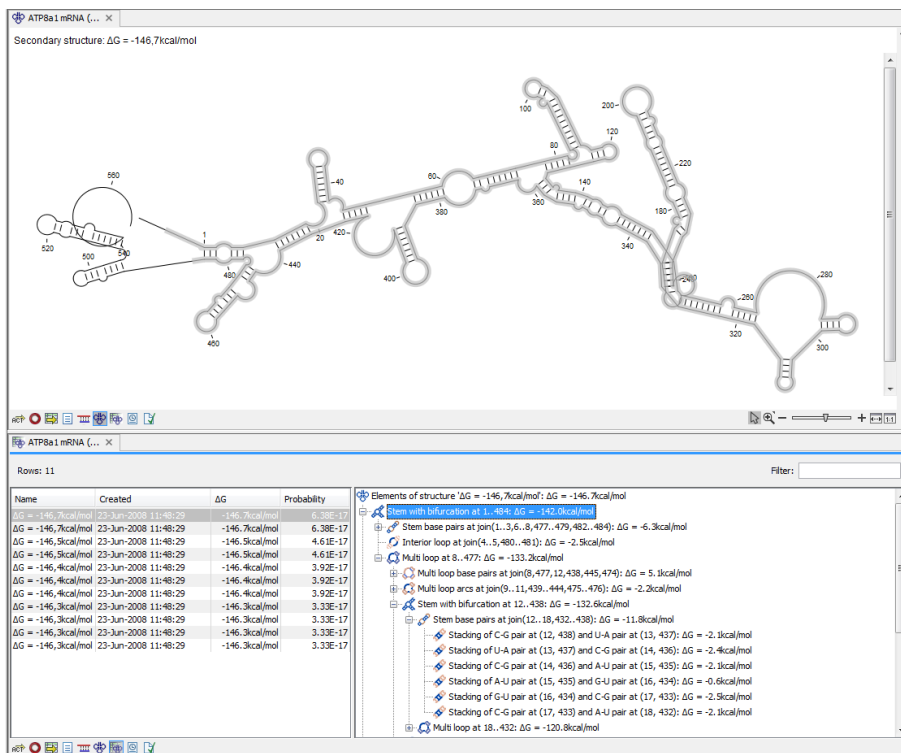 ATP8a1 mRNA (...
Secondary structure: ΔG = -146,7kcal/mol
100
200
120
80
220
560
40
60
140
180
380
360
1
20
420
520
500
540
340
480
440
400
240
260
280
320
300
460
ATP8a1 mRNA (...
Rows: 11
Filter:
Name Created ΔG Probability
ΔG = -146,7kcal/mol 23-Jun-2008 11:48:29 -146.7kcal/mol 6.38E-17
ΔG = -146,7kcal/mol 23-Jun-2008 11:48:29 -146.7kcal/mol 6.38E-17
ΔG = -146,5kcal/mol 23-Jun-2008 11:48:29 -146.5kcal/mol 4.61E-17
ΔG = -146,5kcal/mol 23-Jun-2008 11:48:29 -146.5kcal/mol 4.61E-17
ΔG = -146,4kcal/mol 23-Jun-2008 11:48:29 -146.4kcal/mol 3.92E-17
ΔG = -146,4kcal/mol 23-Jun-2008 11:48:29 -146.4kcal/mol 3.92E-17
ΔG = -146,4kcal/mol 23-Jun-2008 11:48:29 -146.4kcal/mol 3.92E-17
ΔG = -146,3kcal/mol 23-Jun-2008 11:48:29 -146.3kcal/mol 3.33E-17
ΔG = -146,3kcal/mol 23-Jun-2008 11:48:29 -146.3kcal/mol 3.33E-17
ΔG = -146,3kcal/mol 23-Jun-2008 11:48:29 -146.3kcal/mol 3.33E-17
ΔG = -146,3kcal/mol 23-Jun-2008 11:48:29 -146.3kcal/mol 3.33E-17
Elements of structure 'ΔG = -146,7kcal/mol': ΔG = -146.7kcal/mol
Stem with bifurcation at 1..484: ΔG = -142.0kcal/mol
Stem base pairs at join(1..3,6..8,477..479,482..484): ΔG = -6.3kcal/mol
Interior loop at(4..5,480..481): ΔG = -2.5kcal/mol
Multi loop at 8..477: ΔG = -133.2kcal/mol
Multi loop base pairs at join(8,477,12,438,445,474): ΔG = 5.1kcal/mol
Multi loop arcs at join(9..11,439..444,475..476): ΔG = -2.2kcal/mol
Stem with bifurcation at 12..438: ΔG = -132.6kcal/mol
Stem base pairs at join(12..18,432..438): ΔG = -11.8kcal/mol
Stacking of C-G pair at (12, 438) and U-A pair at (13, 437): ΔG = -2.1kcal/mol
Stacking of U-A pair at (13, 437) and C-G pair at (14, 436): ΔG = -2.4kcal/mol
Stacking of C-G pair at (14, 436) and A-U pair at (15, 435): ΔG = -2.1kcal/mol
Stacking of A-U pair at (15, 435) and G-U pair at (16, 434): ΔG = -0.6kcal/mol
Stacking of G-U pair at (16, 434) and C-G pair at (17, 433): ΔG = -2.5kcal/mol
Stacking of C-G pair at (17, 433) and A-U pair at (18, 432): ΔG = -2.1kcal/mol
Multi loop at 18..432: ΔG = -120.8kcal/mol